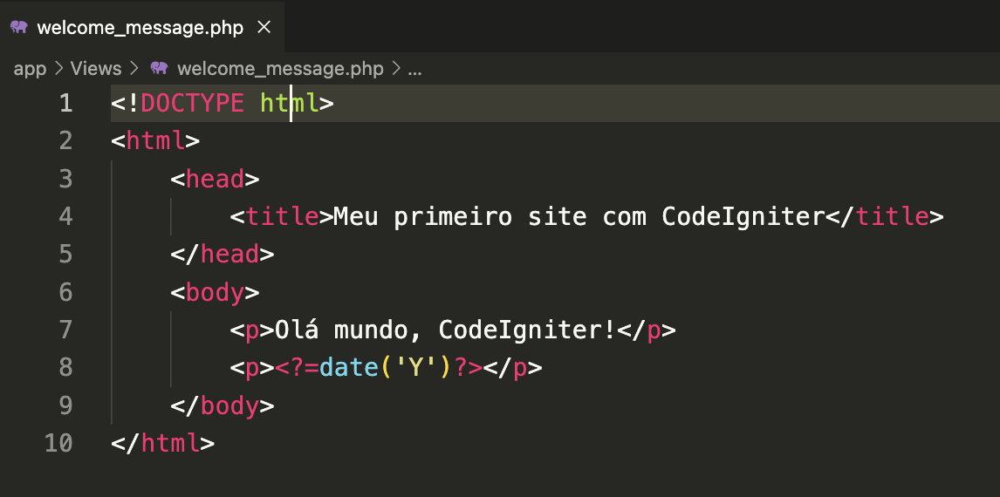 welcome_message.php
app > Views > welcome_message.php > ...
1 <!DOCTYPE html>
2 <html>
3     <head>
4         <title>Meu primeiro site com CodeIgniter</title>
5     </head>
6     <body>
7         <p>Olá mundo, CodeIgniter!</p>
8         <p><?=date('Y')?></p>
9     </body>
10 </html>